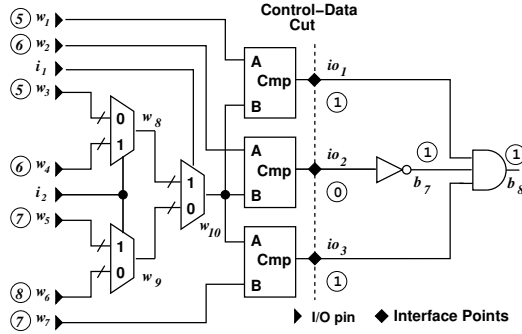 Control-Data
Cut
5 w1
6 w2
i1
5 w3
6 w4
i2
7 w5
8 w6
7 w7
0
1
w8
1
0
w9
1
0
w10
A
Cmp
B
A
Cmp
B
A
Cmp
B
io1
1
io2
0
io3
1
1
b7
1
b8
I/O pin
Interface Points